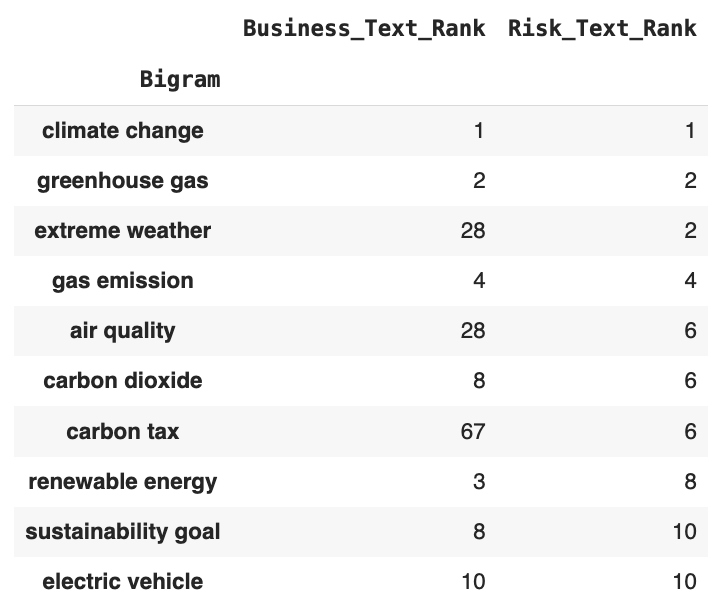 Business_Text_Rank Risk_Text_Rank
Bigram
climate change 1 1
greenhouse gas 2 2
extreme weather 28 2
gas emission 4 4
air quality 28 6
carbon dioxide 8 6
carbon tax 67 6
renewable energy 3 8
sustainability goal 8 10
electric vehicle 10 10